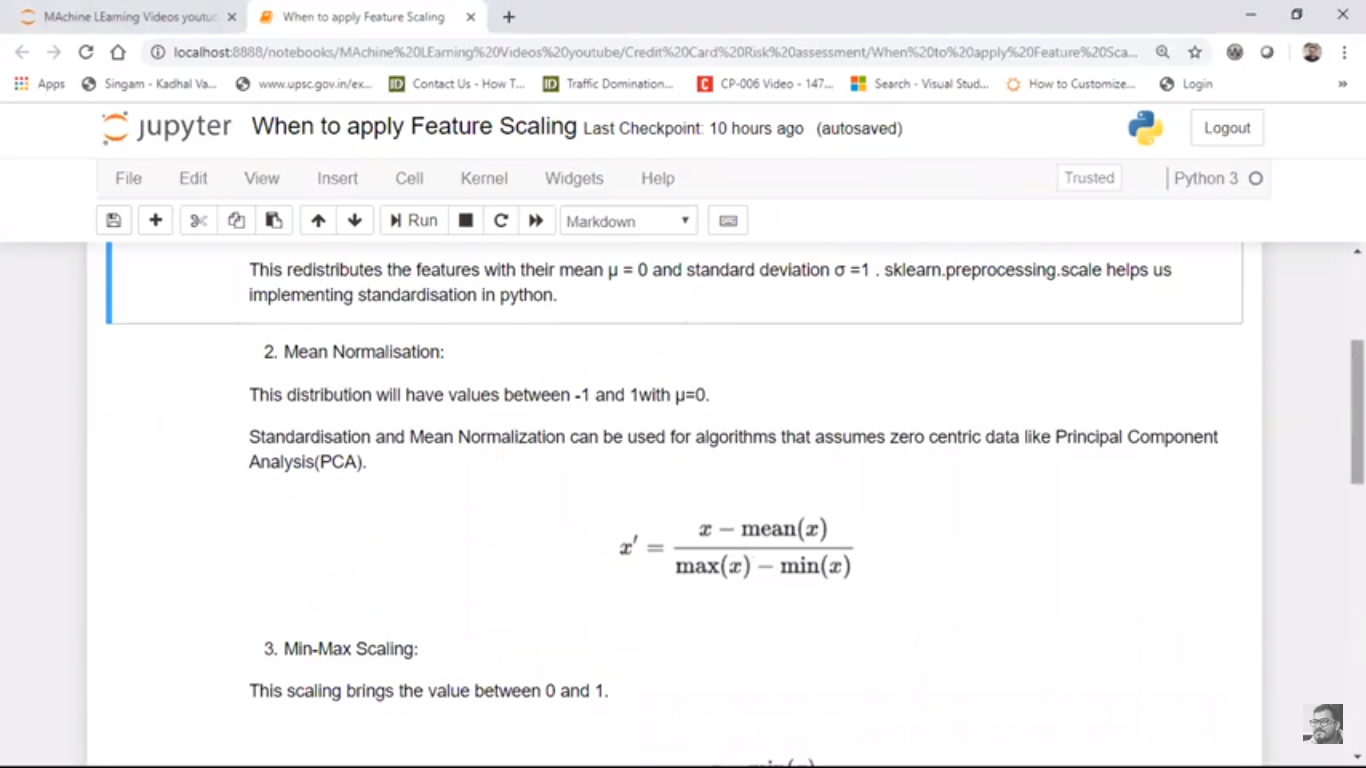 MAchine LEarning Videos youtu
When to apply Feature Scaling
localhost:8888/notebooks/MAchine%20LEarning%20Videos%20youtube/Credit%20Card%20Risk%20assessment/When%20to%20apply%20Feature%20Sca...
Apps Singam - Kadhal Va... www.upsc.gov.in/ex... ID Contact Us - How T... ID Traffic Domination... C CP-006 Video - 147... Search - Visual Stud... How to Customize... Login »
jupyter When to apply Feature Scaling Last Checkpoint: 10 hours ago (autosaved) Logout
File Edit View Insert Cell Kernel Widgets Help Trusted Python 3
Run Markdown
This redistributes the features with their mean μ = 0 and standard deviation σ =1 . sklearn.preprocessing.scale helps us
implementing standardisation in python.
2. Mean Normalisation:
This distribution will have values between -1 and 1with μ=0.
Standardisation and Mean Normalization can be used for algorithms that assumes zero centric data like Principal Component
Analysis(PCA).
x′ = x − mean(x)
max(x) − min(x)
3. Min-Max Scaling:
This scaling brings the value between 0 and 1.